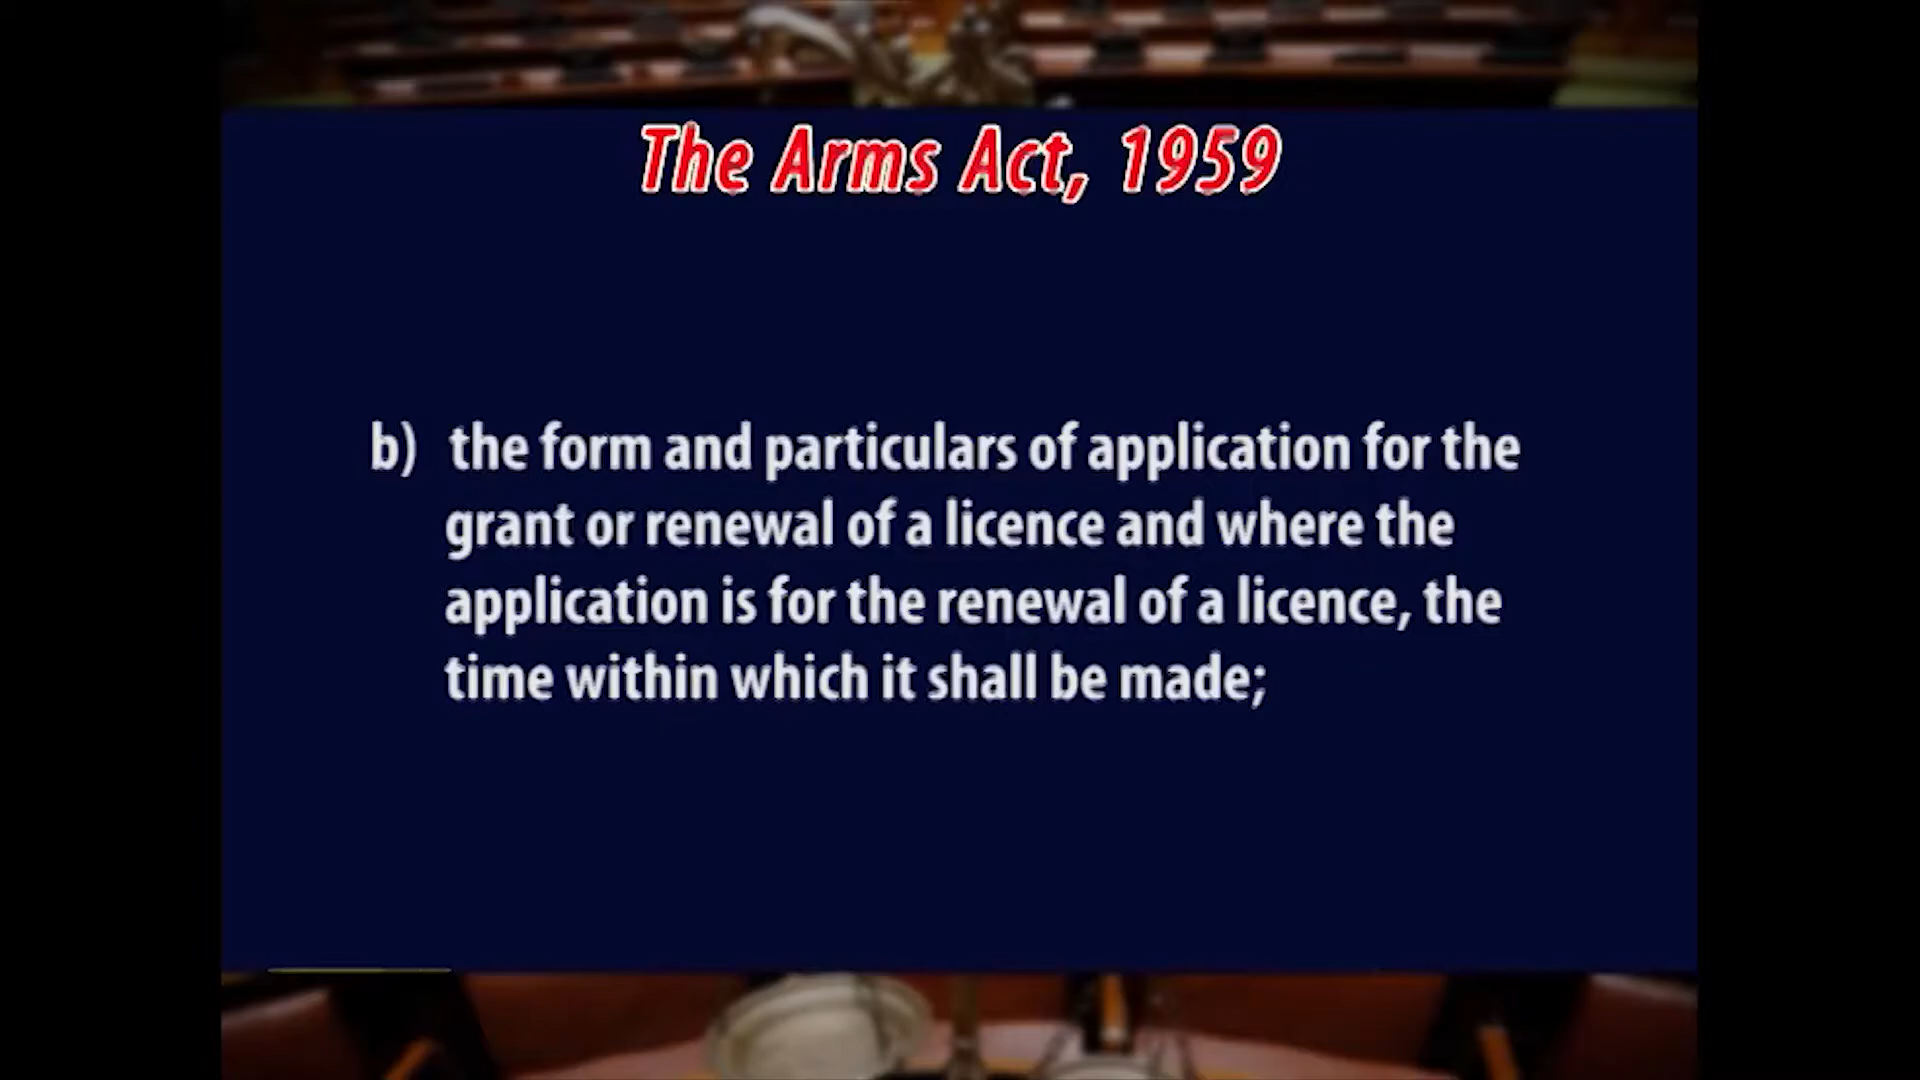 The Arms Act, 1959
b) the form and particulars of application for the
grant or renewal of a licence and where the
application is for the renewal of a licence, the
time within which it shall be made;